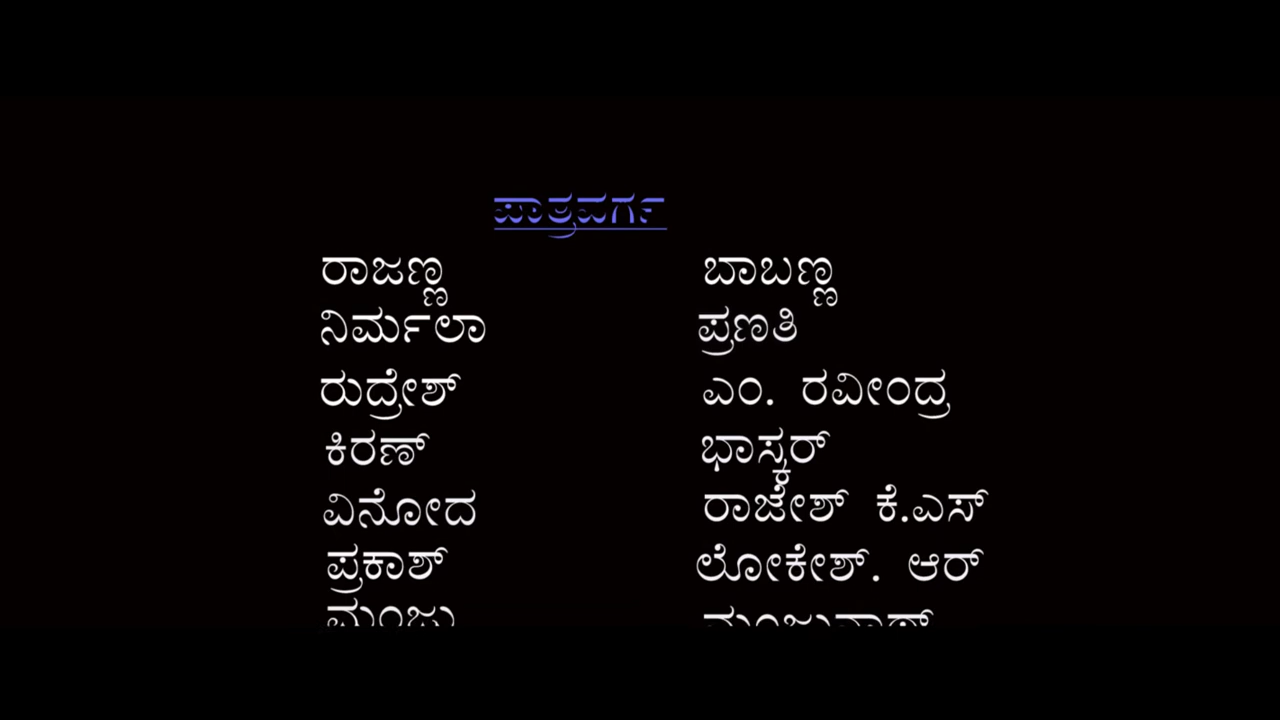 ಪಾತ್ರವರ್ಗ
ರಾಜಣ್ಣ ಬಾಬಣ್ಣ
ನಿರ್ಮಲಾ ಪ್ರಣತಿ
ರುದ್ರೇಶ್ ಎಂ. ರವೀಂದ್ರ
ಕಿರಣ್ ಭಾಸ್ಕರ್
ವಿನೋದ ರಾಜೇಶ್ ಕೆ.ಎಸ್
ಪ್ರಕಾಶ್ ಲೋಕೇಶ್. ಆರ್
ಮಂಜು ಮಂಜುನಾಥ್